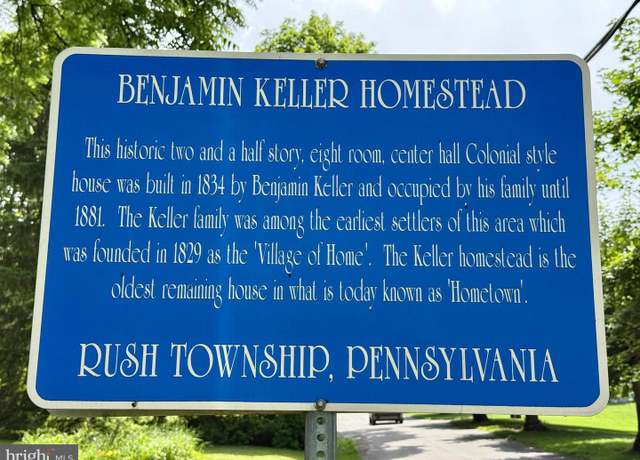 BENJAMIN KELLER HOMESTEAD
This historic two and a half story, eight room, center hall Colonial style
house was built in 1834 by Benjamin Keller and occupied by his family until
1881. The Keller family was among the earliest settlers of this area which
was founded in 1829 as the 'Village of Home'. The Keller homestead is the
oldest remaining house in what is today known as 'Hometown'.
RUSH TOWNSHIP, PENNSYLVANIA
bright MLS